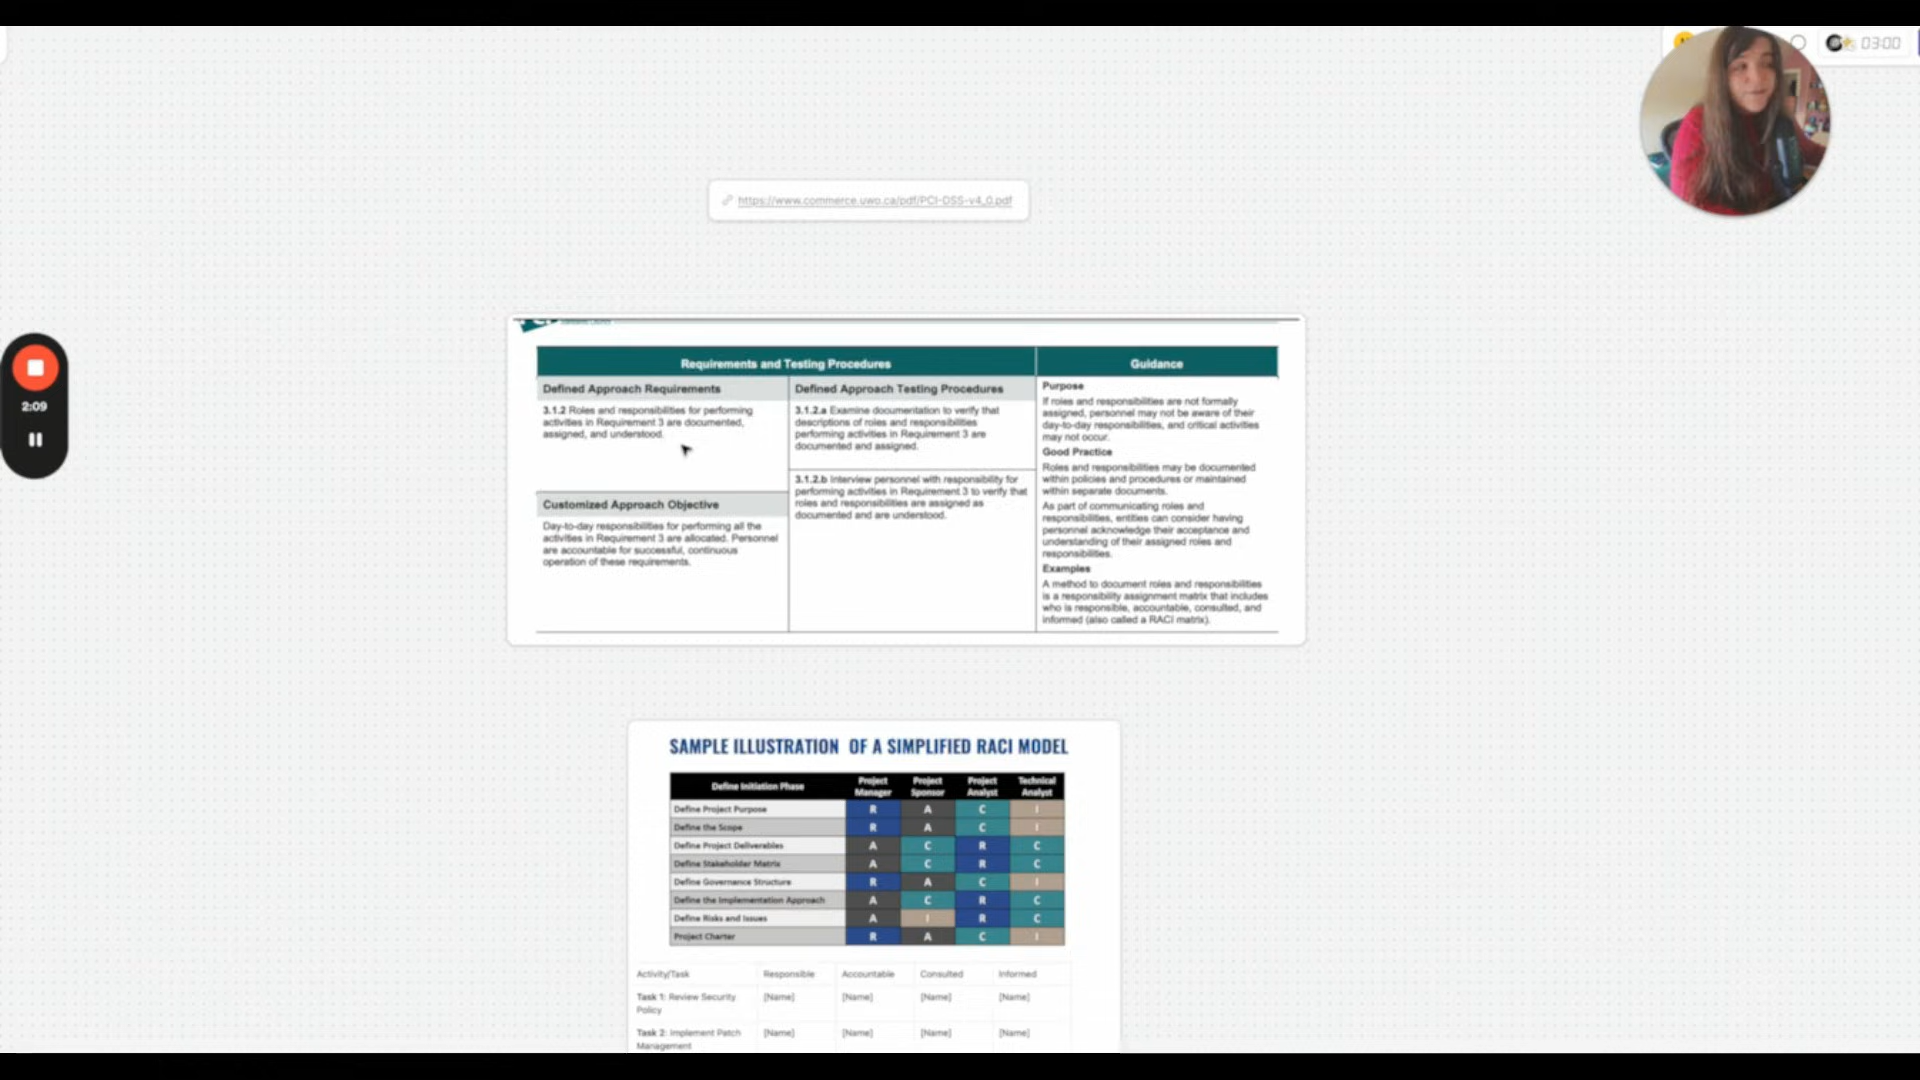 03:00
https://www.commerce.uwo.ca/pdf/PCI-DSS-v4_0.pdf
2:09
Requirements and Testing Procedures
Guidance
Defined Approach Requirements
3.1.2 Roles and responsibilities for performing
activities in Requirement 3 are documented,
assigned, and understood.
Customized Approach Objective
Day-to-day responsibilities for performing all the
activities in Requirement 3 are allocated. Personnel
are accountable for successful, continuous
operation of these requirements.
Defined Approach Testing Procedures
3.1.2.a Examine documentation to verify that
descriptions of roles and responsibilities
performing activities in Requirement 3 are
documented and assigned.
3.1.2.b Interview personnel with responsibility for
performing activities in Requirement 3 to verify that
roles and responsibilities are assigned as
documented and are understood.
Purpose
If roles and responsibilities are not formally
assigned, personnel may not be aware of their
day-to-day responsibilities, and critical activities
may not occur.
Good Practice
Roles and responsibilities may be documented
within policies and procedures or maintained
within separate documents.
As part of communicating roles and
responsibilities, entities can consider having
personnel acknowledge their acceptance and
understanding of their assigned roles and
responsibilities.
Examples
A method to document roles and responsibilities
is a responsibility assignment matrix that includes
who is responsible, accountable, consulted, and
informed (also called a RACI matrix).
SAMPLE ILLUSTRATION OF A SIMPLIFIED RACI MODEL
Define Initiation Phase Project Manager Project Sponsor Project Analyst Technical Analyst
Define Project Purpose R A C I
Define the Scope R A C I
Define Project Deliverables A C R C
Define Stakeholder Matrix A C R C
Define Governance Structure R A C I
Define the Implementation Approach A C R C
Define Risks and Issues A I R C
Project Charter R A C I
Activity/Task Responsible Accountable Consulted Informed
Task 1: Review Security [Name] [Name] [Name] [Name]
Policy
Task 2: Implement Patch [Name] [Name] [Name] [Name]
Management